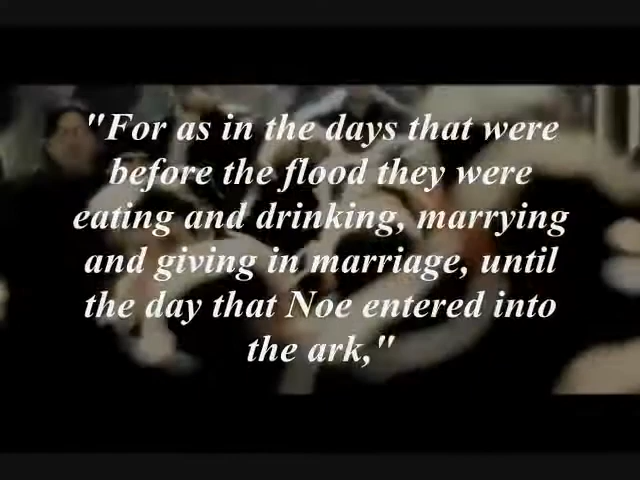 "For as in the days that were
before the flood they were
eating and drinking, marrying
and giving in marriage, until
the day that Noe entered into
the ark,"